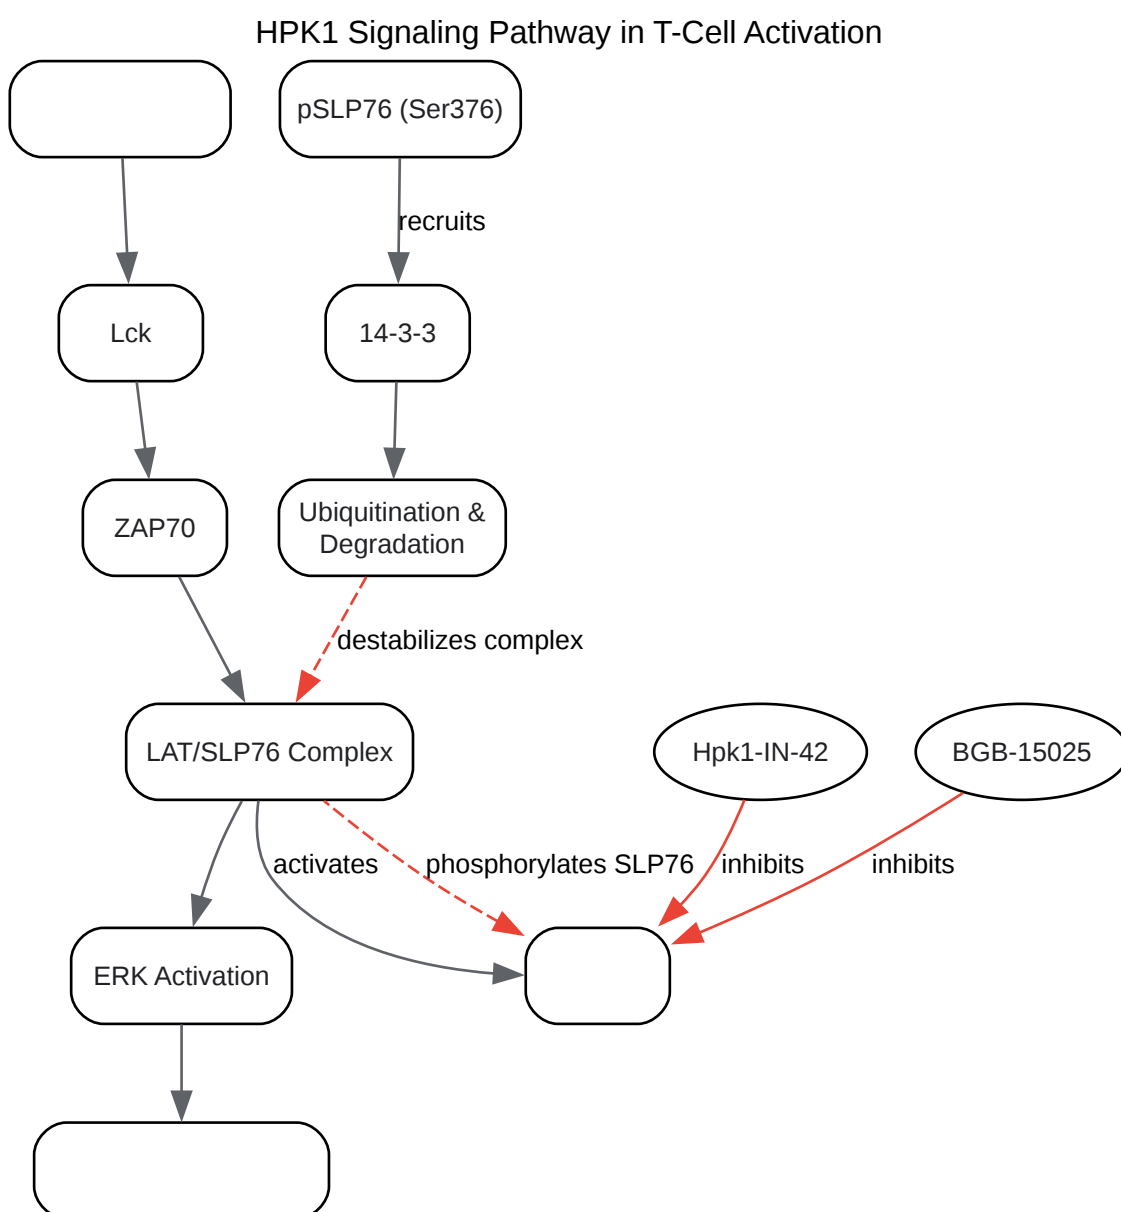 HPK1 Signaling Pathway in T-Cell Activation
pSLP76 (Ser376)
recruits
Lck
14-3-3
ZAP70
Ubiquitination &
Degradation
destabilizes complex
LAT/SLP76 Complex
Hpk1-IN-42
BGB-15025
activates
phosphorylates SLP76
inhibits
inhibits
ERK Activation